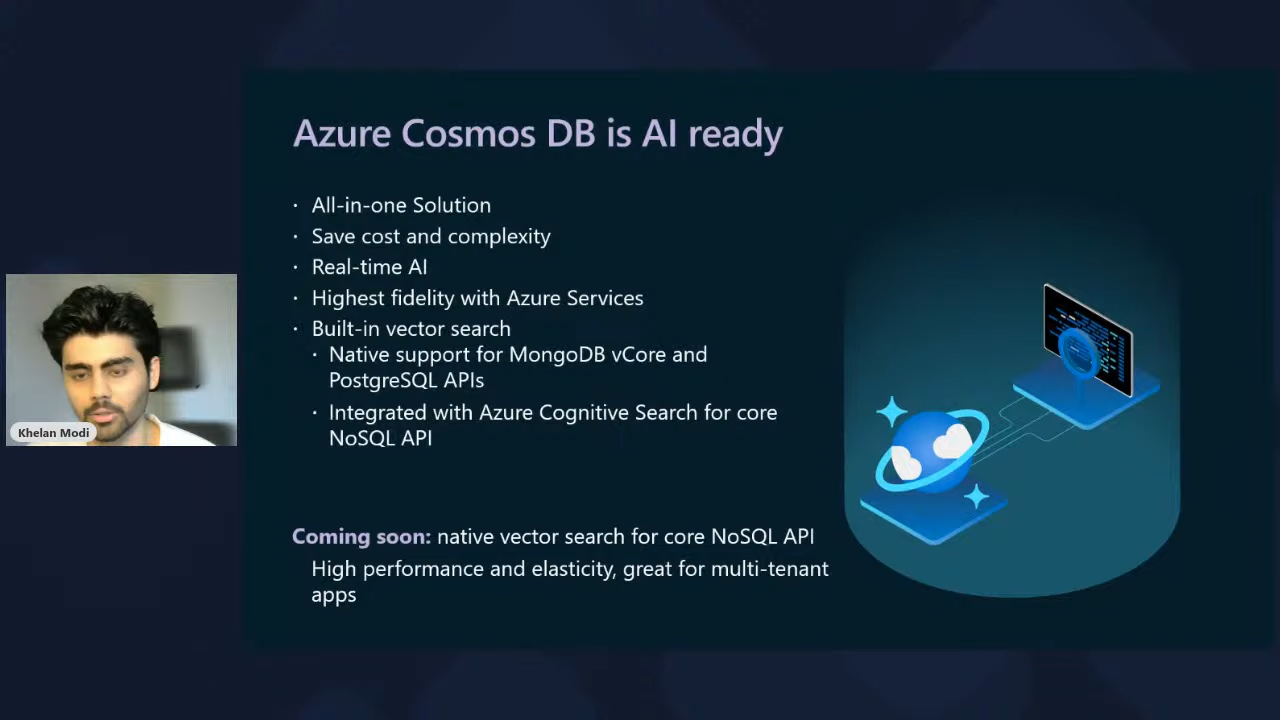 Azure Cosmos DB is AI ready
· All-in-one Solution
· Save cost and complexity
· Real-time AI
· Highest fidelity with Azure Services
· Built-in vector search
· Native support for MongoDB vCore and
PostgreSQL APIs
· Integrated with Azure Cognitive Search for core
NoSQL API
Khelan Modi
Coming soon: native vector search for core NoSQL API
High performance and elasticity, great for multi-tenant
apps